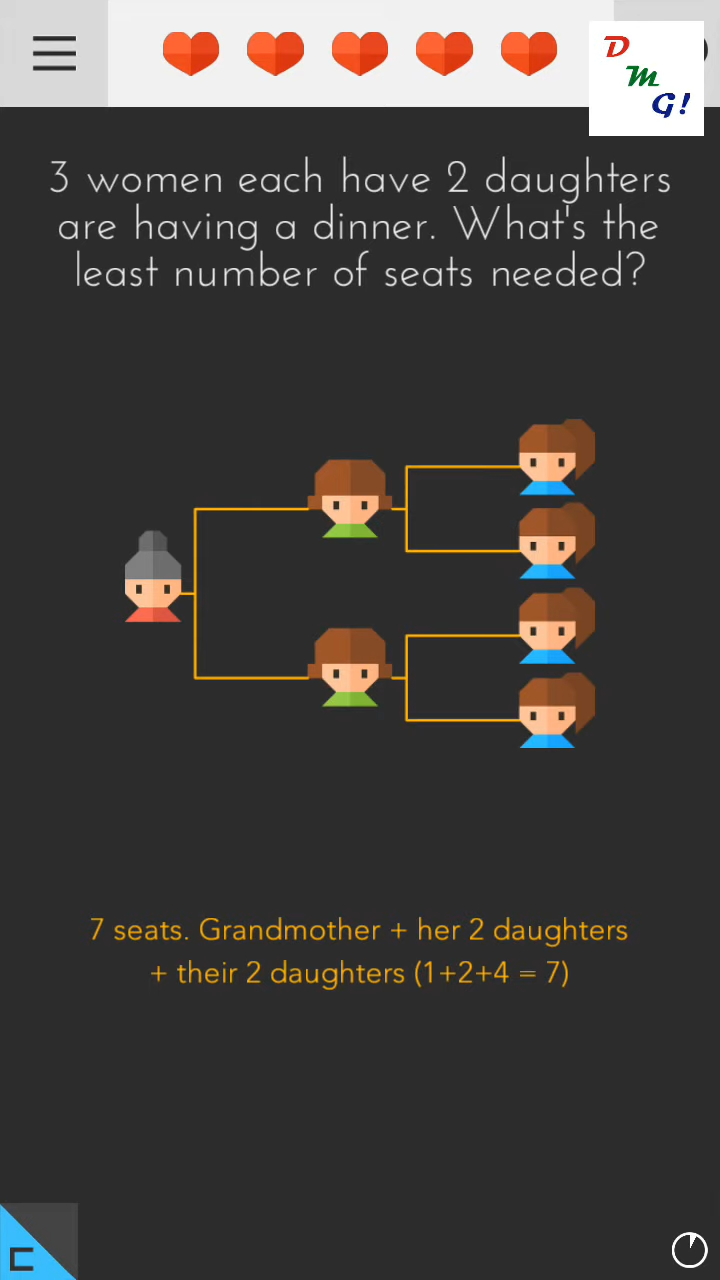 D
M
G!
3 women each have 2 daughters
are having a dinner. What's the
least number of seats needed?
7 seats. Grandmother + her 2 daughters
+ their 2 daughters (1+2+4 = 7)